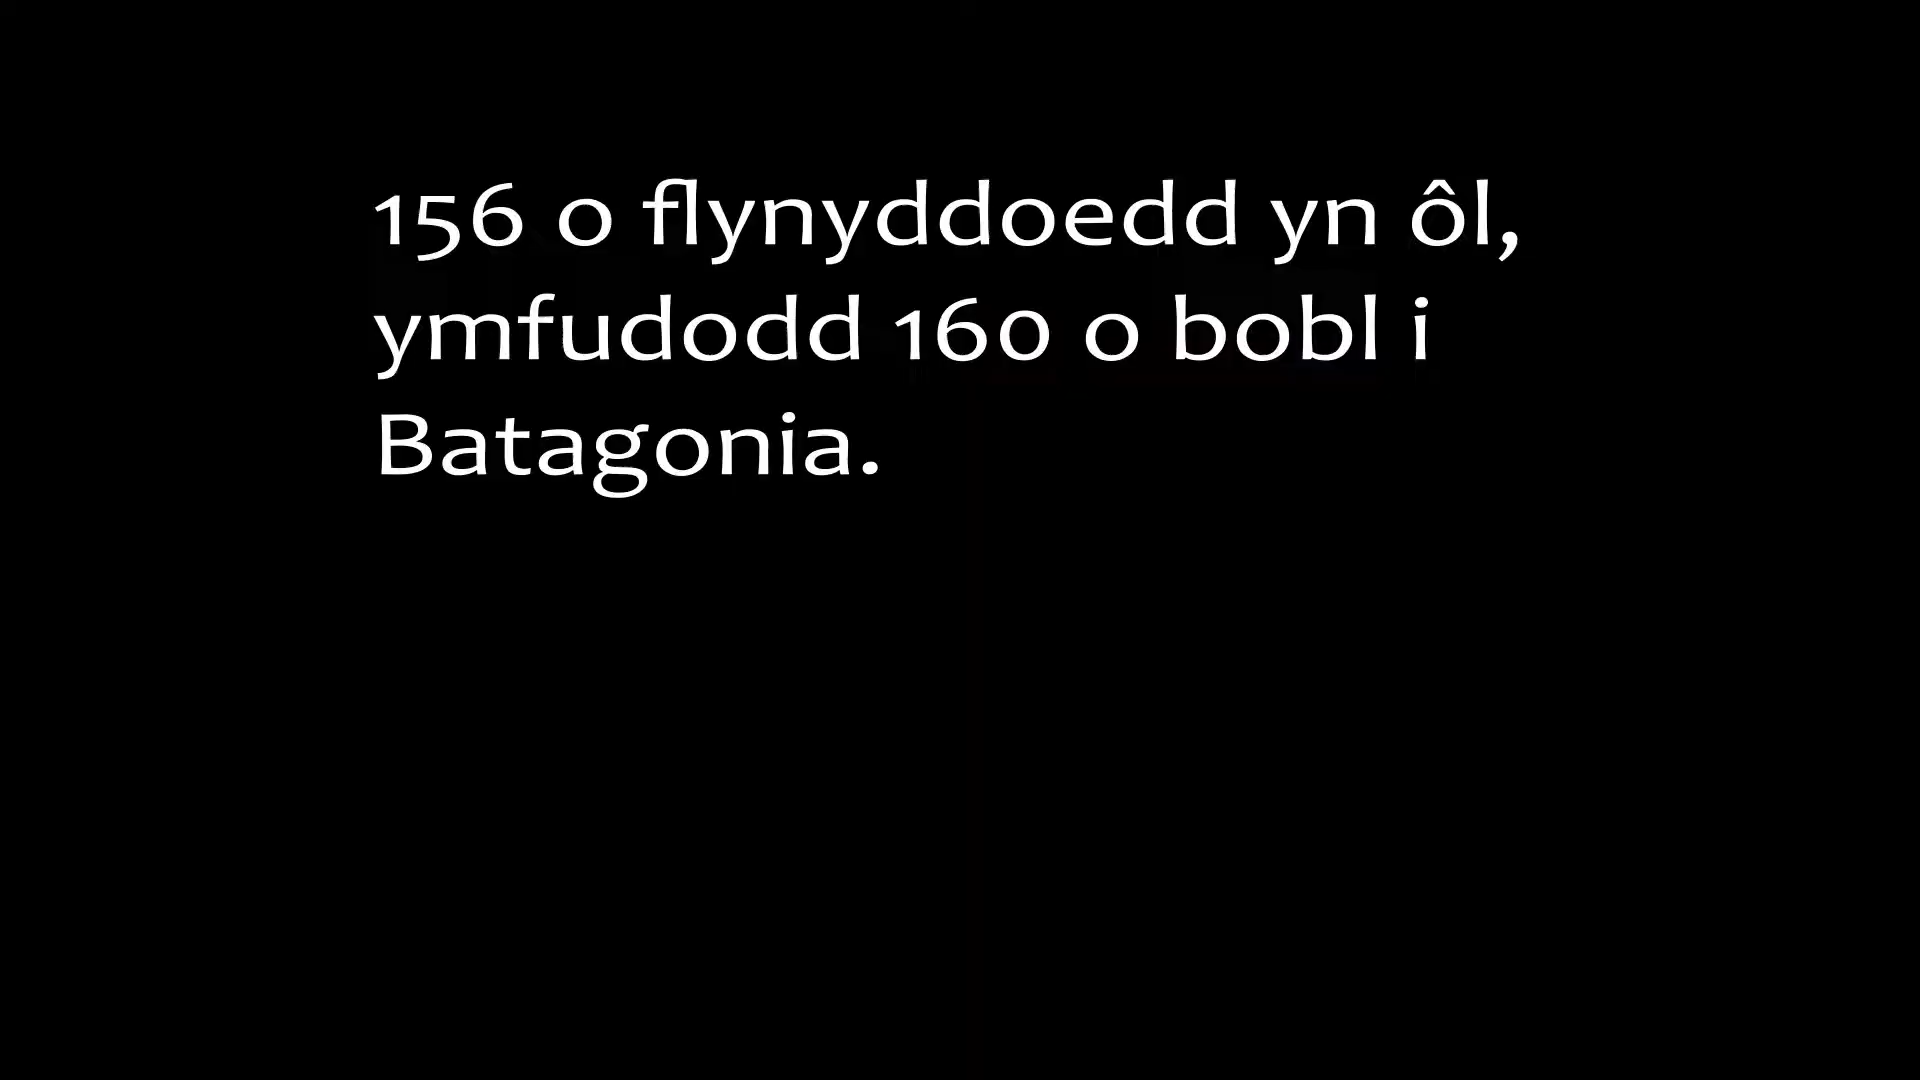 156 o flynyddoedd yn ôl,
ymfudodd 160 o bobl i
Batagonia.